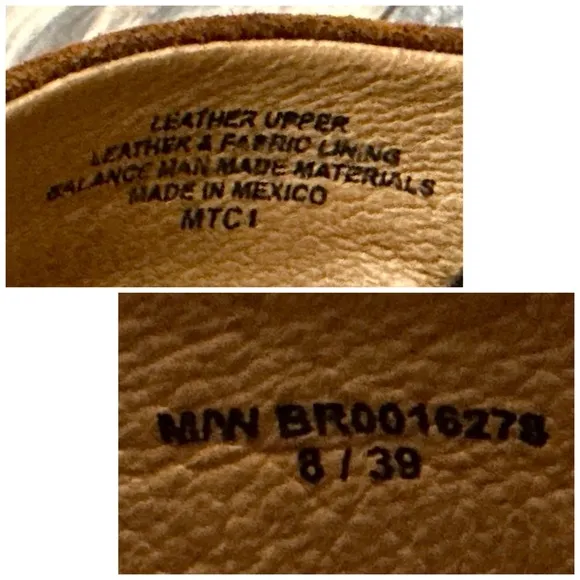 LEATHER UPPER
LEATHER & FABRIC LINING
BALANCE MAN MADE MATERIALS
MADE IN MEXICO
MTC1
M/W BR0016278
8 / 39